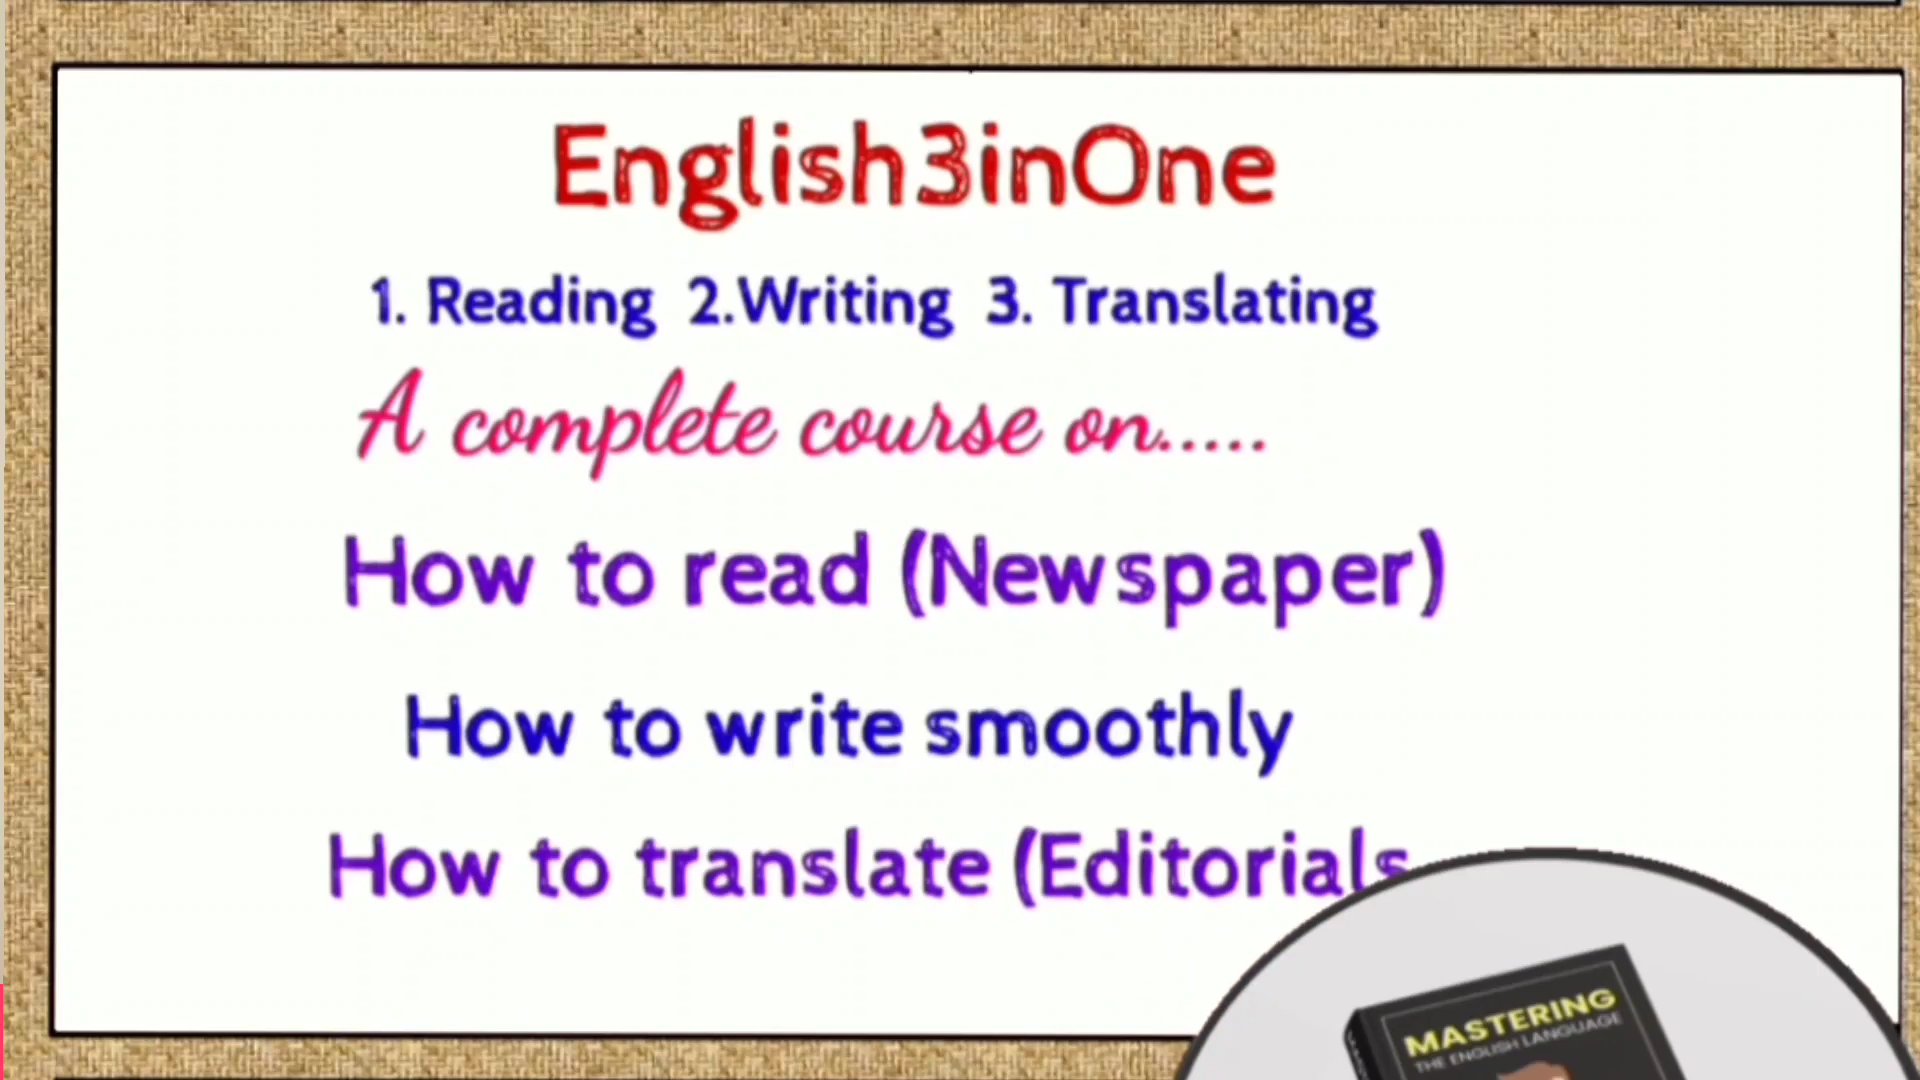 English3inOne
1. Reading 2.Writing 3. Translating
A complete course on.....
How to read (Newspaper)
How to write smoothly
How to translate (Editorials
MASTERING
THE ENGLISH LANGUAGE